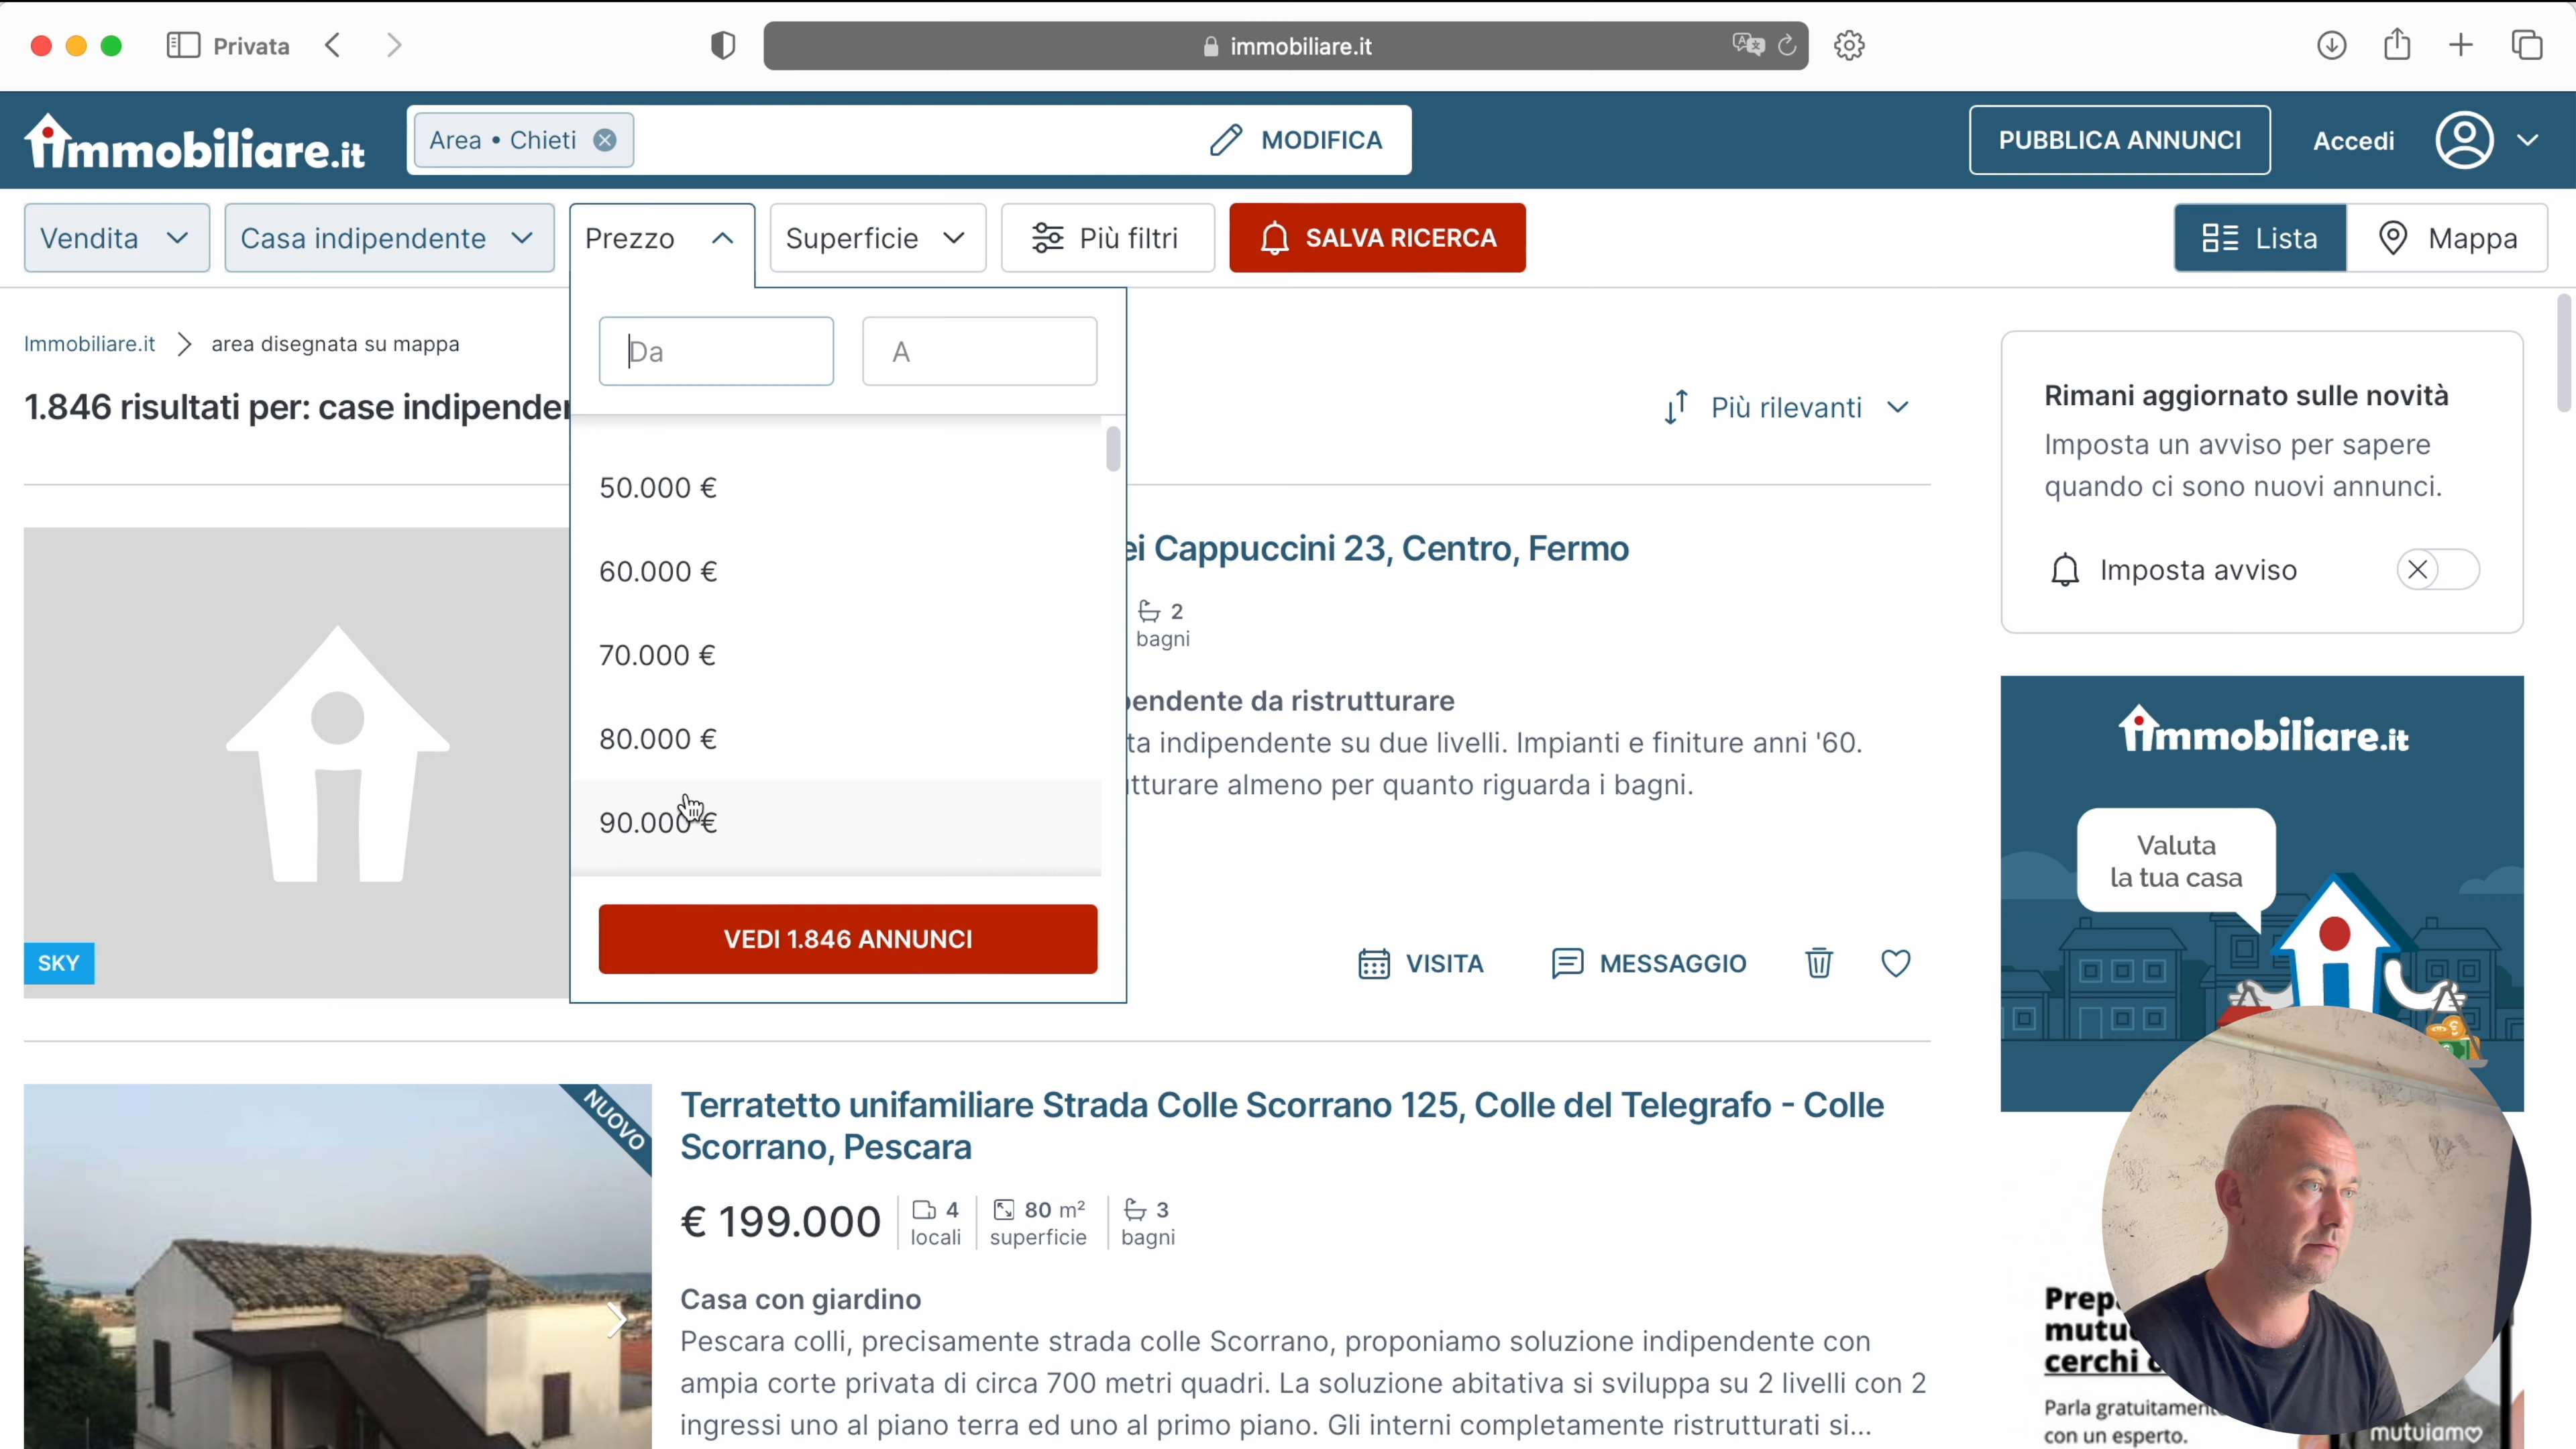 Privata
immobiliare.it
immobiliare.it
Area • Chieti
MODIFICA
PUBBLICA ANNUNCI
Accedi
Vendita
Casa indipendente
Prezzo
Superficie
Più filtri
SALVA RICERCA
Lista
Mappa
Immobiliare.it
area disegnata su mappa
1.846 risultati per: case
Da
A
Più rilevanti
50.000 €
60.000 €
70.000 €
80.000 €
90.000 €
VEDI 1.846 ANNUNCI
Cappuccini 23, Centro, Fermo
2
bagni
da ristrutturare
indipendente su due livelli. Impianti e finiture anni '60.
almeno per quanto riguarda i bagni.
SKY
VISITA
MESSAGGIO
Rimani aggiornato sulle novità
Imposta un avviso per sapere
quando ci sono nuovi annunci.
Imposta avviso
immobiliare.it
Valuta
la tua casa
NUOVO
Terratetto unifamiliare Strada Colle Scorrano 125, Colle del Telegrafo - Colle
Scorrano, Pescara
€ 199.000
4
locali
80 m²
superficie
3
bagni
Casa con giardino
Pescara colli, precisamente strada colle Scorrano, proponiamo soluzione indipendente con
ampia corte privata di circa 700 metri quadri. La soluzione abitativa si sviluppa su 2 livelli con 2
ingressi uno al piano terra ed uno al primo piano. Gli interni completamente ristrutturati si...
cerchi
Parla gratuitamente
con un esperto.
mutuiamo